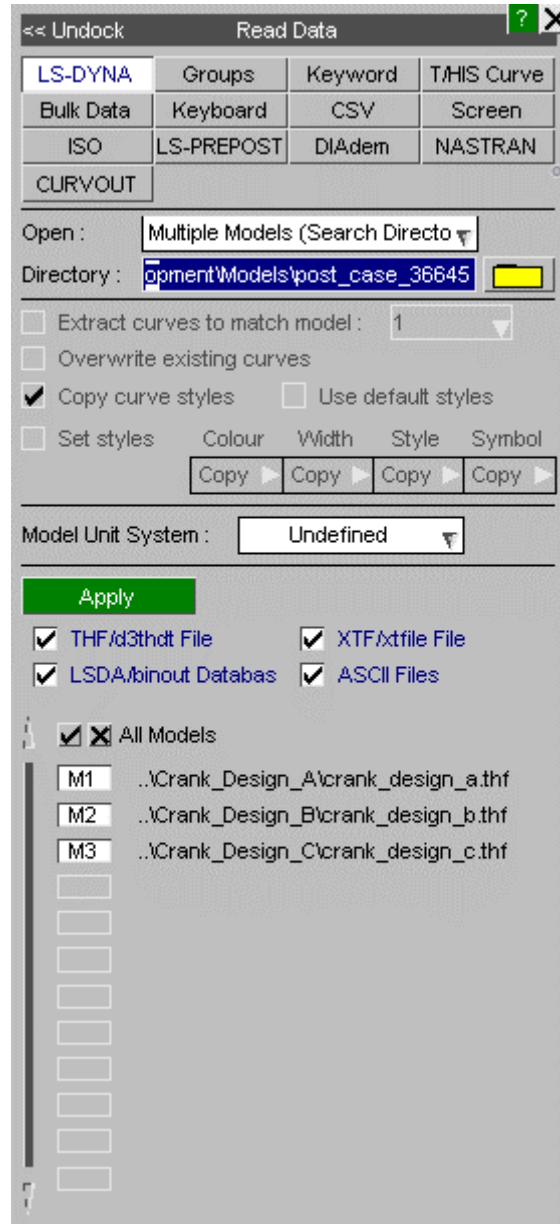 << Undock Read Data ? X
LS-DYNA Groups Keyword T/HIS Curve
Bulk Data Keyboard CSV Screen
ISO LS-PREPOST DIAdem NASTRAN
CURVOUT
Open : Multiple Models (Search Directo
Directory : opment\Models\post_case_36645
Extract curves to match model : 1
Overwrite existing curves
Copy curve styles Use default styles
Set styles Colour Width Style Symbol
Copy Copy Copy Copy
Model Unit System : Undefined
Apply
THF/d3thdt File XTF/xtfile File
LSDA/binout Databas ASCII Files
All Models
M1 ..\Crank_Design_A\crank_design_a.thf
M2 ..\Crank_Design_B\crank_design_b.thf
M3 ..\Crank_Design_C\crank_design_c.thf